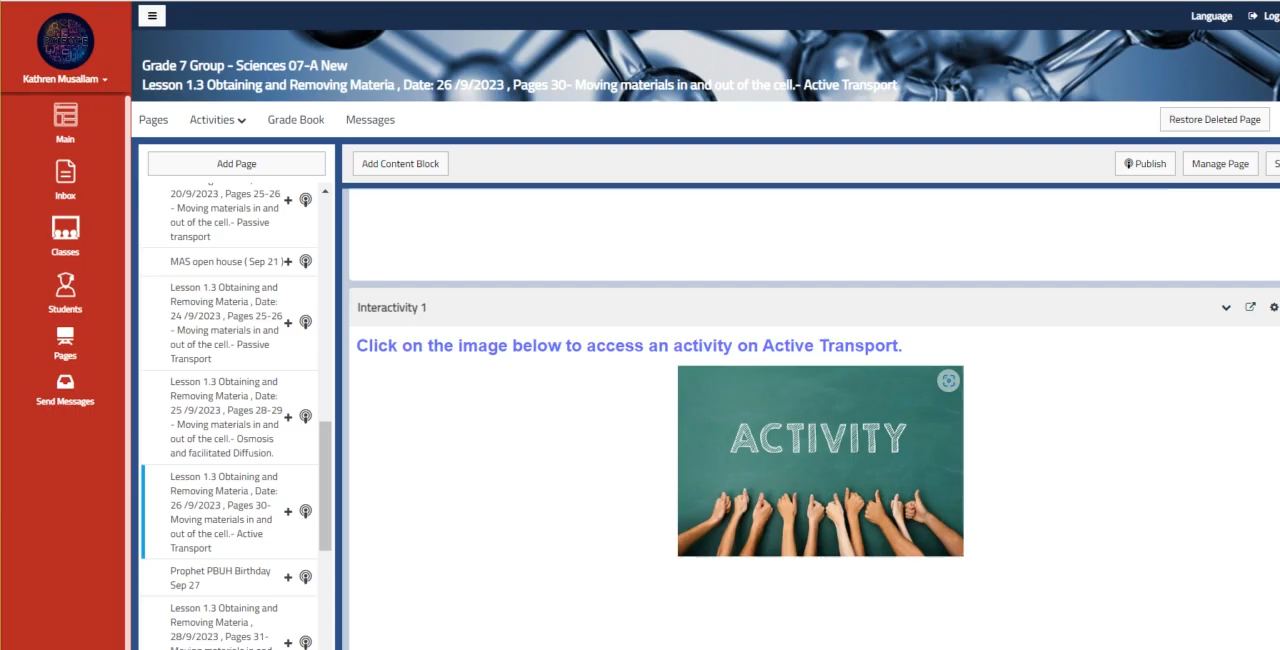 Language
Log
Kathren Musallam
Grade 7 Group - Sciences 07-A New
Lesson 1.3 Obtaining and Removing Materia , Date: 26 /9/2023 , Pages 30- Moving materials in and out of the cell.- Active Transport
Main
Inbox
Classes
Students
Pages
Send Messages
Pages
Activities
Grade Book
Messages
Restore Deleted Page
Add Page
20/9/2023 , Pages 25-26
- Moving materials in and
out of the cell.- Passive
transport
MAS open house ( Sep 21 )
Lesson 1.3 Obtaining and
Removing Materia , Date:
24 /9/2023 , Pages 25-26
- Moving materials in and
out of the cell.- Passive
Transport
Lesson 1.3 Obtaining and
Removing Materia , Date:
25 /9/2023 , Pages 28-29
- Moving materials in and
out of the cell.- Osmosis
and facilitated Diffusion.
Lesson 1.3 Obtaining and
Removing Materia , Date:
26 /9/2023 , Pages 30-
Moving materials in and
out of the cell.- Active
Transport
Prophet PBUH Birthday
Sep 27
Lesson 1.3 Obtaining and
Removing Materia ,
28/9/2023 , Pages 31-
Add Content Block
Publish
Manage Page
S
Interactivity 1
Click on the image below to access an activity on Active Transport.
ACTIVITY